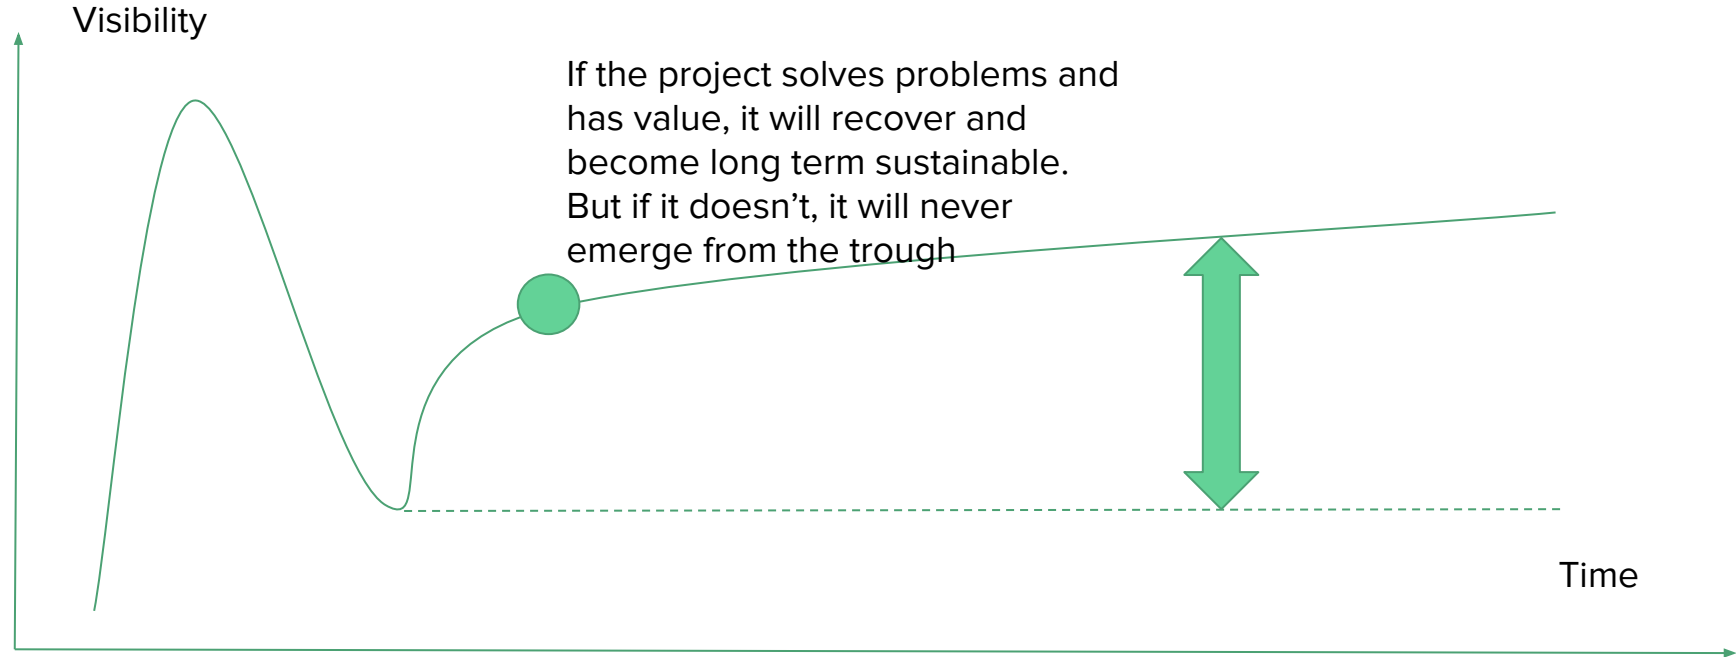 Visibility
If the project solves problems and
has value, it will recover and
become long term sustainable.
But if it doesn’t, it will never
emerge from the trough
Time